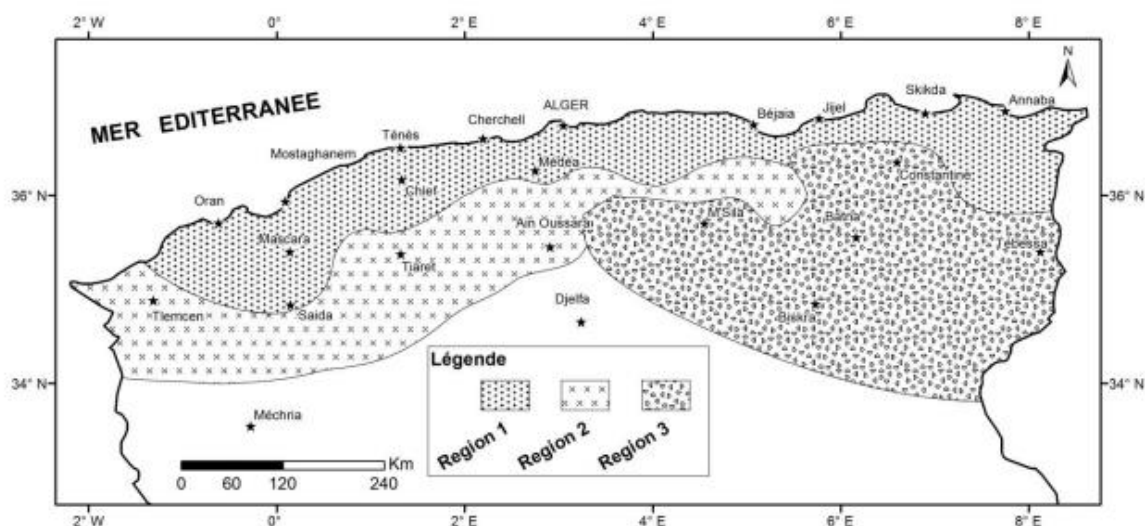 2° W 0° 2° E 4° E 6° E 8° E
N
MER EDITERRANEE
Skikda
Annaba
Jijel
Béjaia
ALGER
Cherchell
Ténès
Mostaghanem
Médea
Constantine
Chief
36° N 36° N
Oran
M'Sila
Batna
Ain Oussara
Mascara
Tebessa
Tiaret
Djelfa
Tlemcen
Saida
Biskra
Légende
34° N 34° N
Region 1 Region 2 Region 3
Méchria
Km
0 60 120 240
2° W 0° 2° E 4° E 6° E 8° E